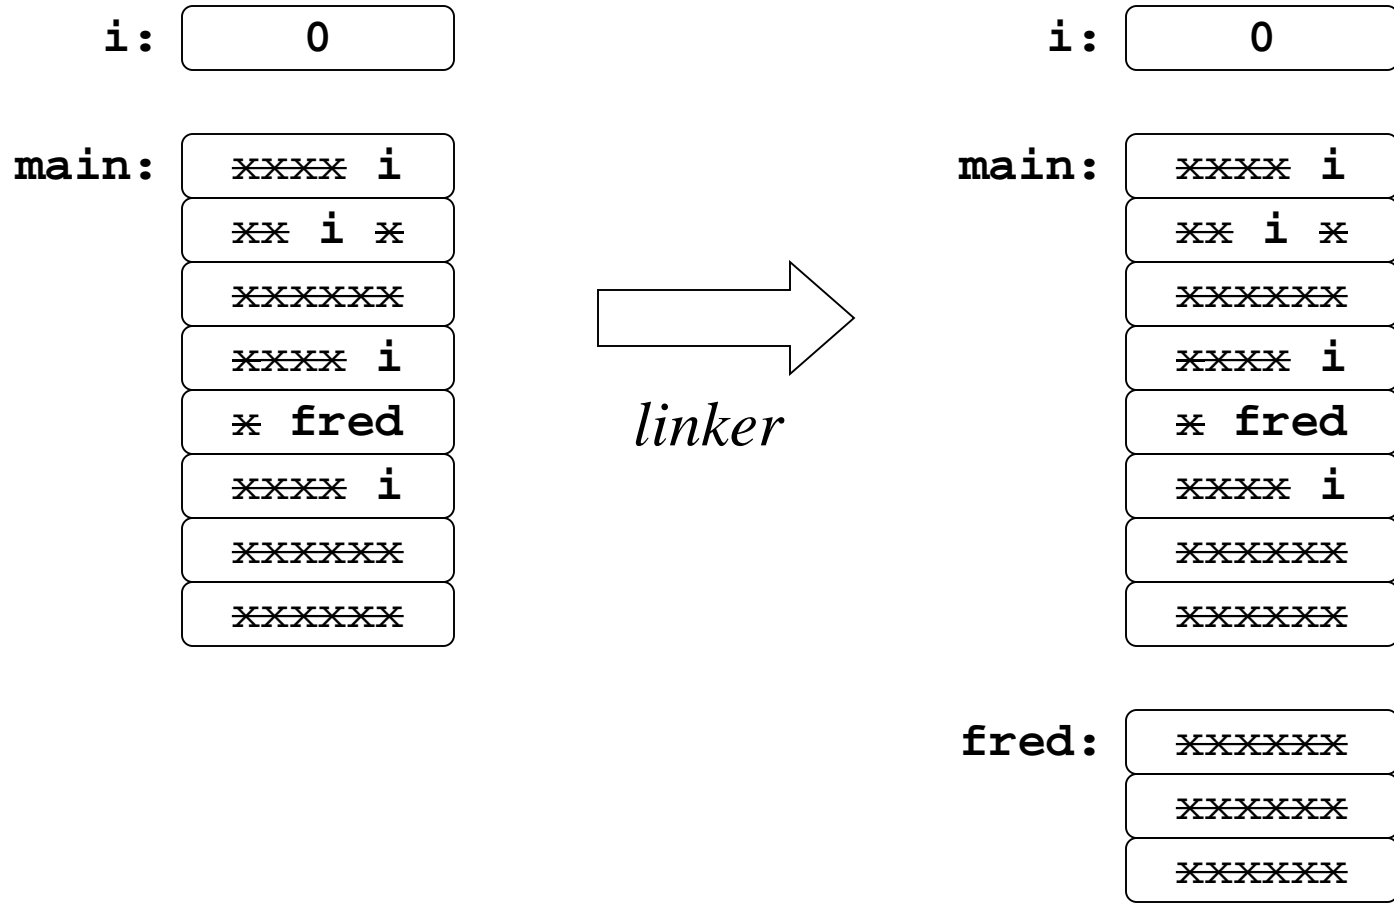 i: 0 i: 0
main: xxxx i main: xxxx i
xx i x xx i x
xxxxxx xxxxxx
xxxx i xxxx i
x fred x fred
linker
xxxx i xxxx i
xxxxxx xxxxxx
xxxxxx xxxxxx
fred: xxxxxx
xxxxxx
xxxxxx